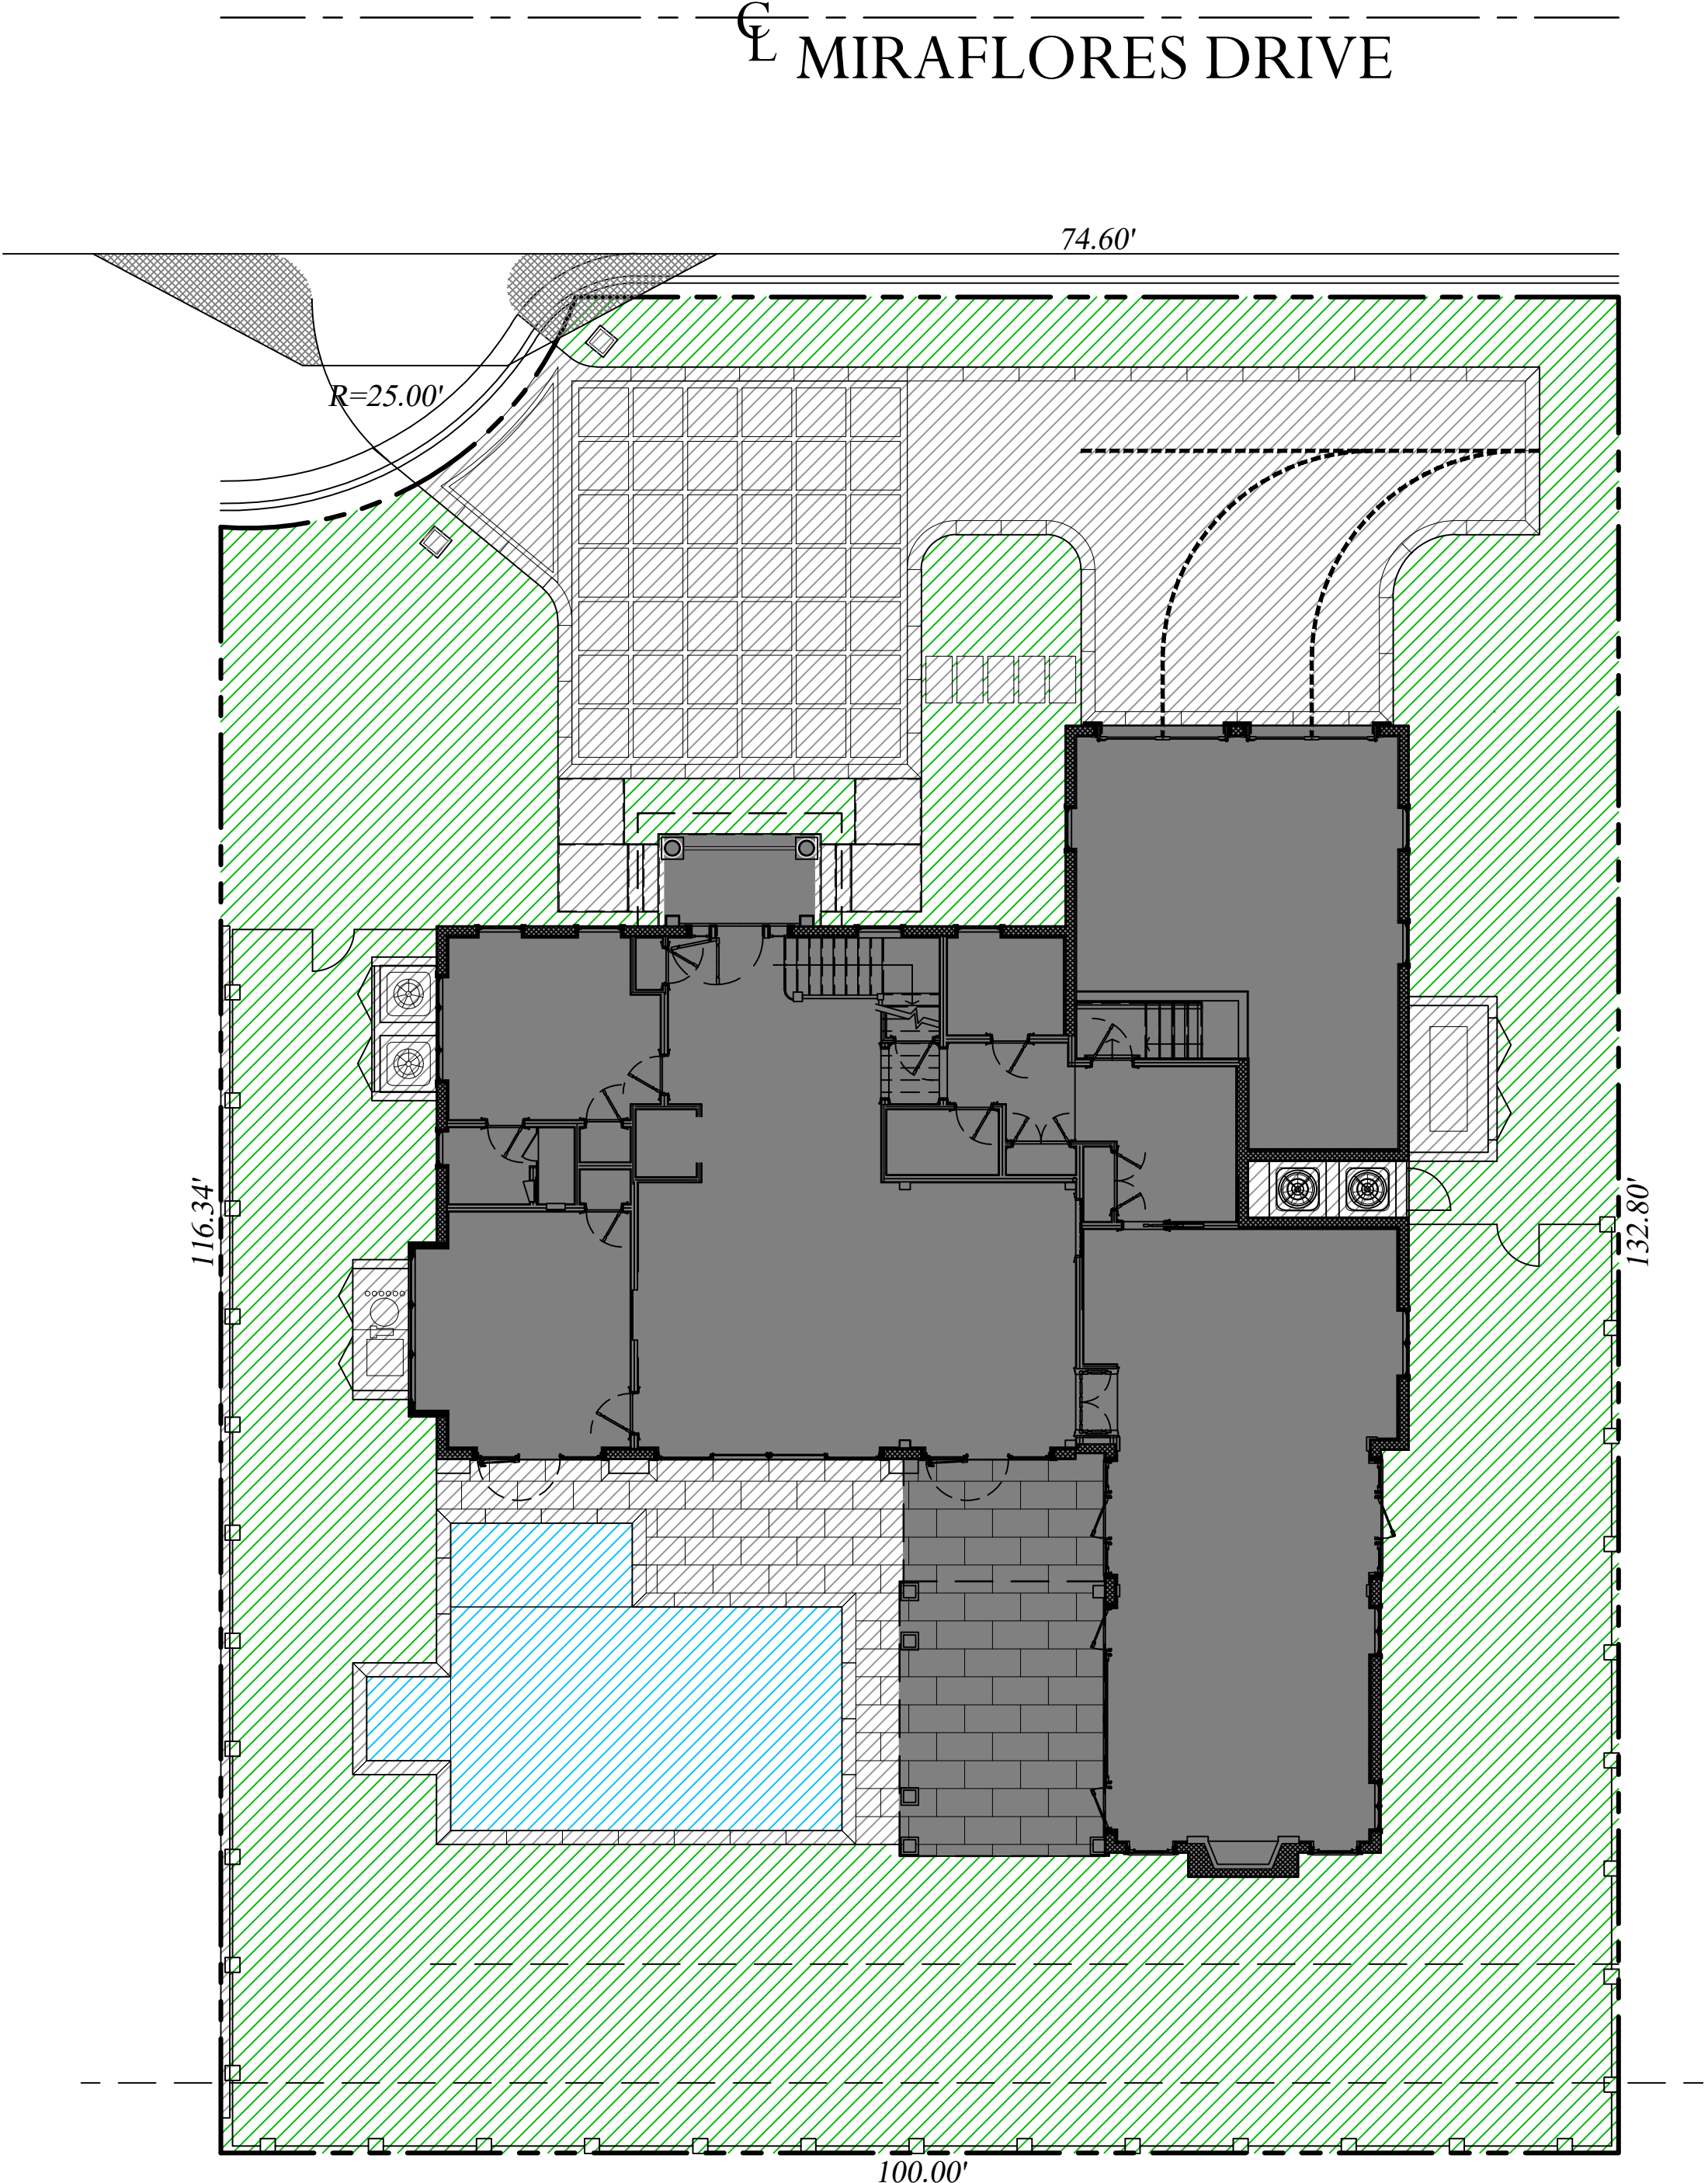 CL MIRAFLORES DRIVE
74.60'
R=25.00'
116.34'
132.80'
100.00'